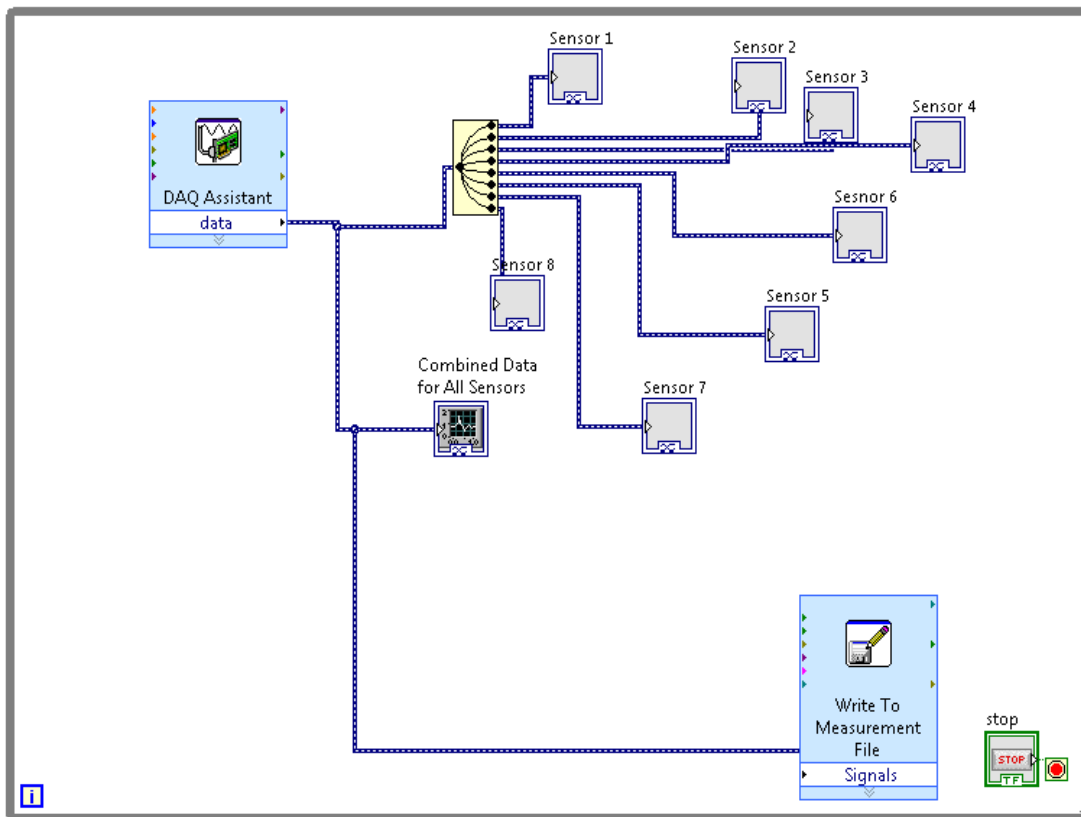 Sensor 1
Sensor 2
Sensor 3
Sensor 4
DAQ Assistant
data
Sesnor 6
Sensor 8
Sensor 5
Combined Data
for All Sensors
Sensor 7
Write To
Measurement
File
Signals
stop
STOP
TF
i